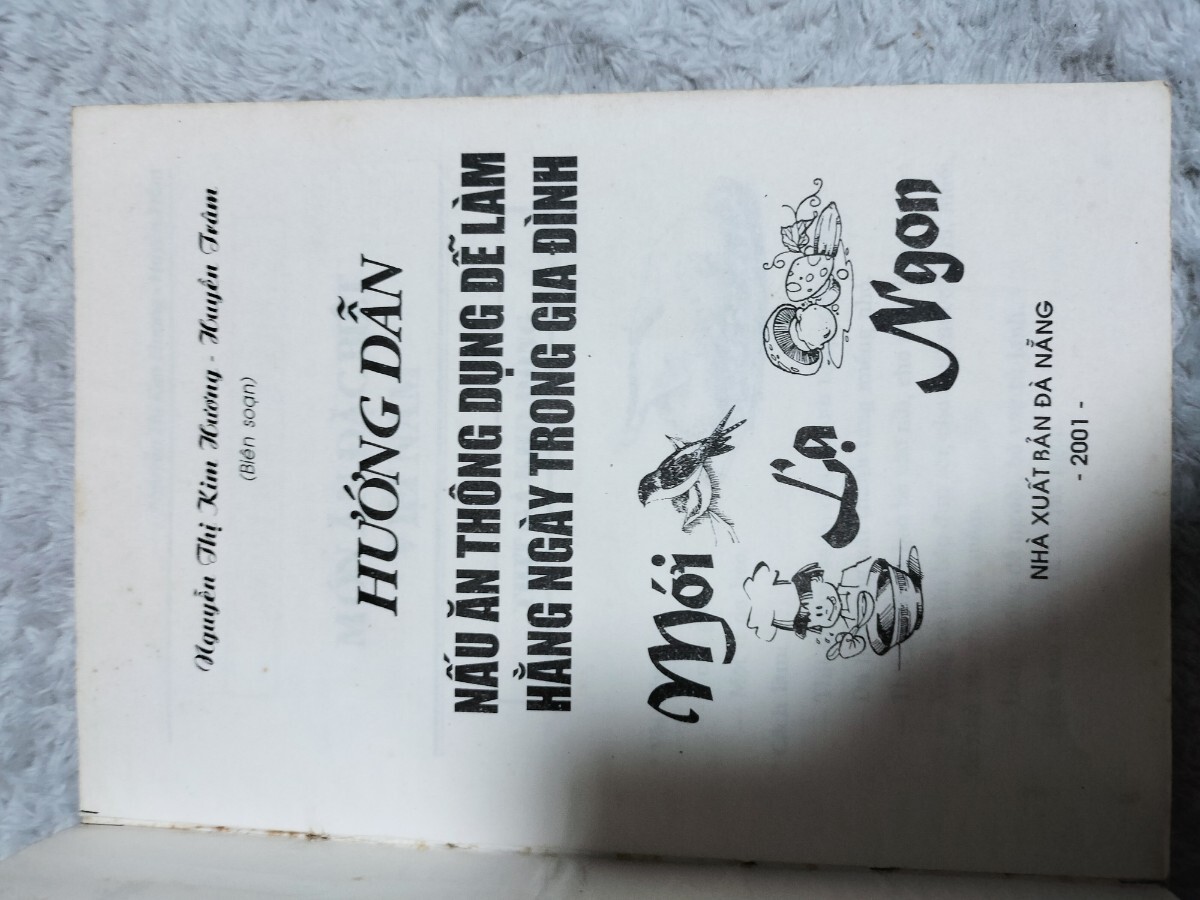 Nguyễn Thị Kim Hương - Huyền Trâm
(Biên soạn)
HƯỚNG DẪN
NẤU ĂN THÔNG DỤNG DỄ LÀM
HẰNG NGÀY TRONG GIA ĐÌNH
Mới
Lạ
Ngon
NHÀ XUẤT BẢN ĐÀ NẴNG
- 2001 -